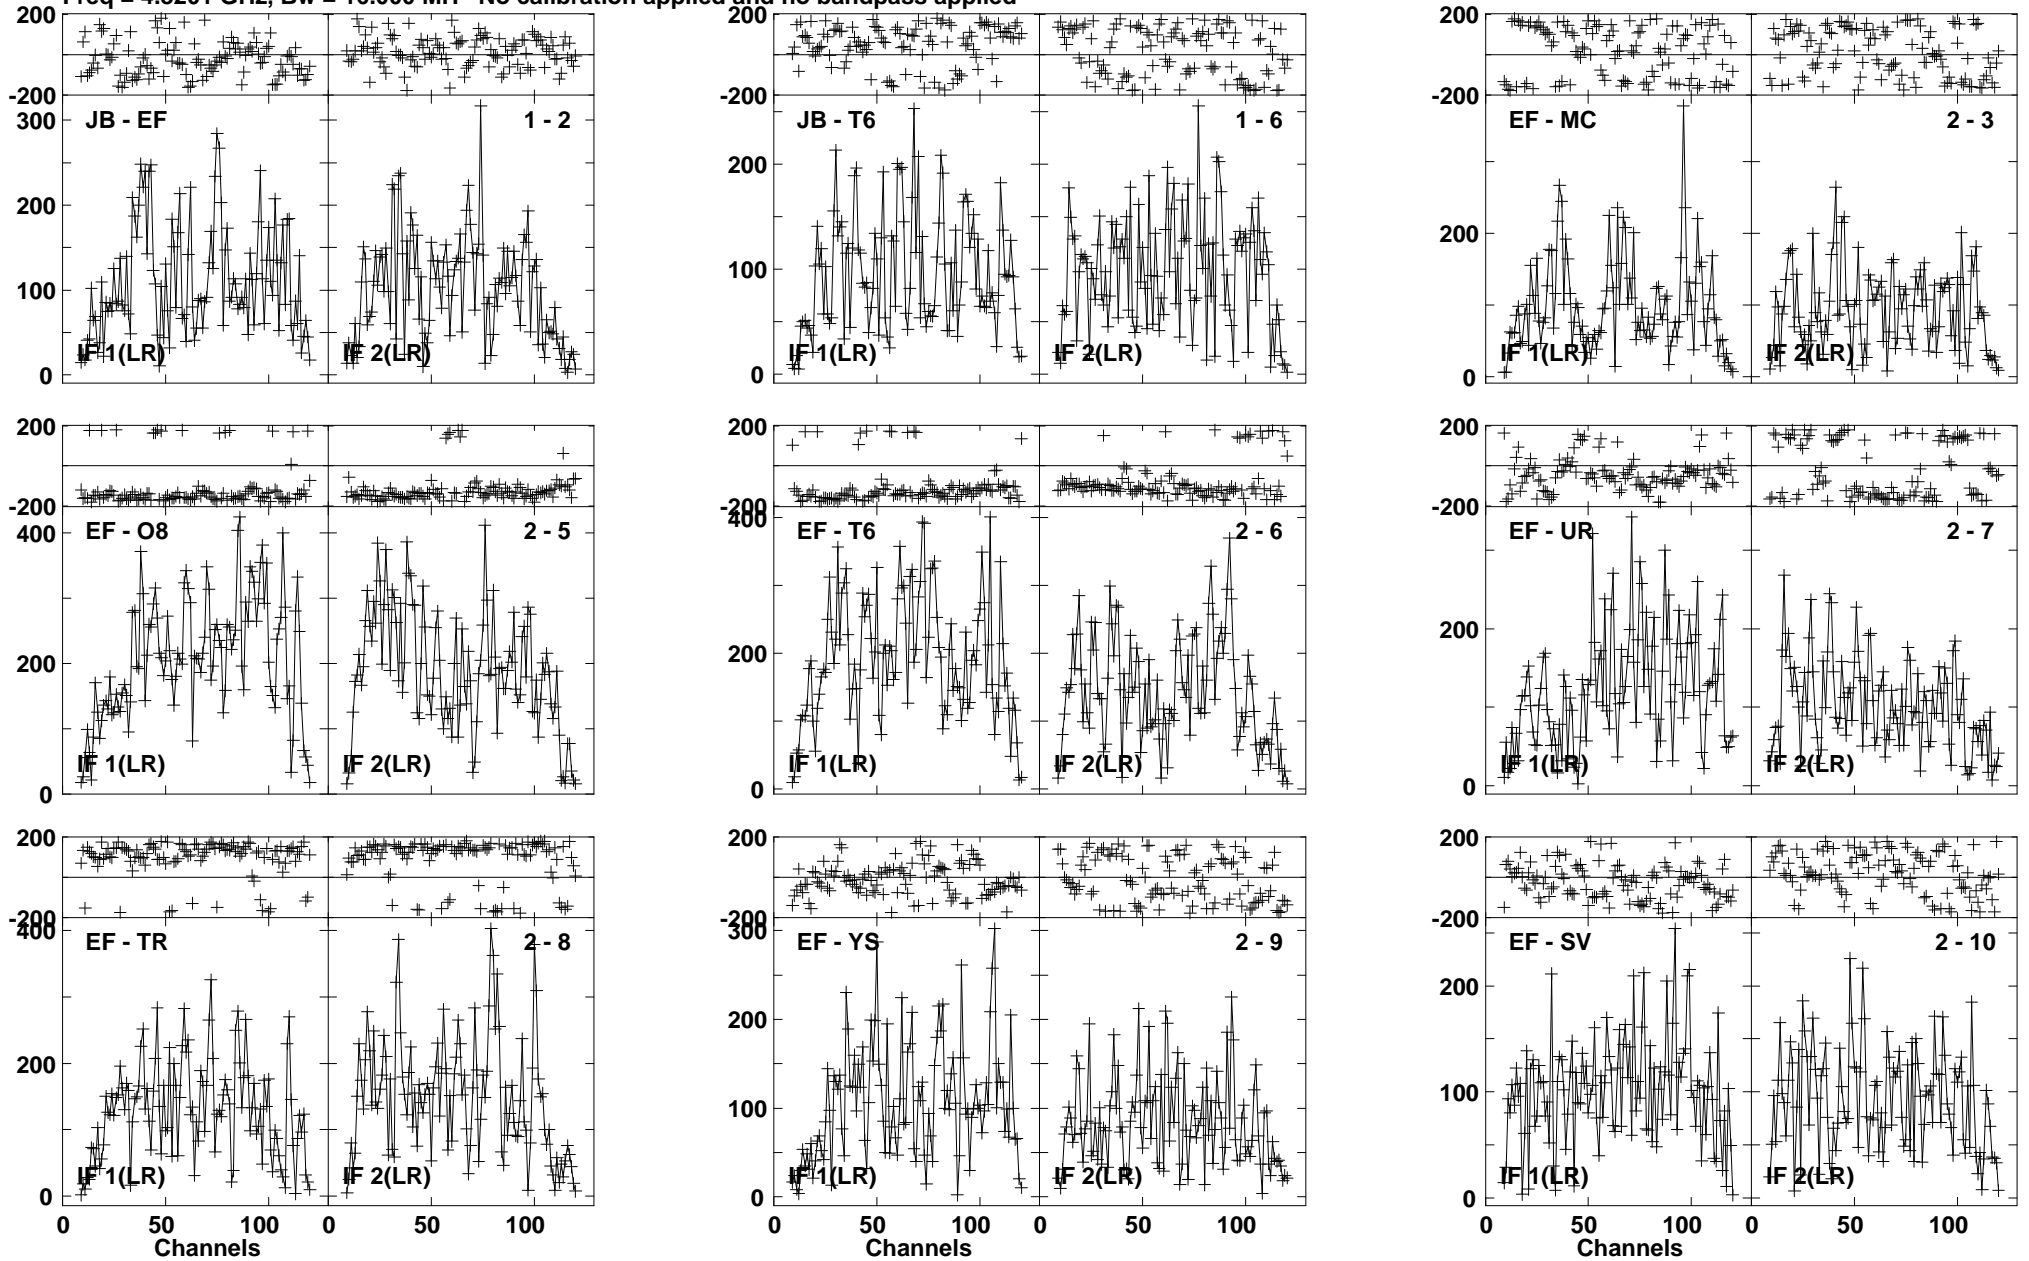 No calibration applied and no bandpass applied
200
-200
300
200
100
0
JB - EF
1 - 2
IF 1(LR)
IF 2(LR)
200
100
0
JB - T6
1 - 6
IF 1(LR)
IF 2(LR)
200
-200
200
0
EF - MC
2 - 3
IF 1(LR)
IF 2(LR)
200
-200
400
200
0
EF - O8
2 - 5
IF 1(LR)
IF 2(LR)
200
-200
400
200
0
EF - T6
2 - 6
IF 1(LR)
IF 2(LR)
200
-200
200
0
EF - UR
2 - 7
IF 1(LR)
IF 2(LR)
200
-200
400
200
0
EF - TR
2 - 8
IF 1(LR)
IF 2(LR)
0 50 100 0 50 100
Channels
200
-200
300
200
100
0
EF - YS
2 - 9
IF 1(LR)
IF 2(LR)
0 50 100 0 50 100
Channels
200
-200
200
100
0
EF - SV
2 - 10
IF 1(LR)
IF 2(LR)
0 50 100 0 50 100
Channels